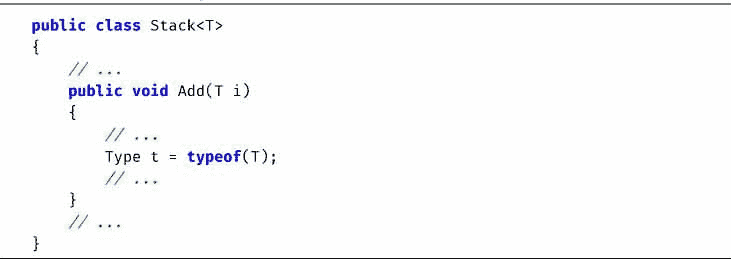 public class Stack<T>
{
// ...
public void Add(T i)
{
// ...
Type t = typeof(T);
// ...
}
// ...
}